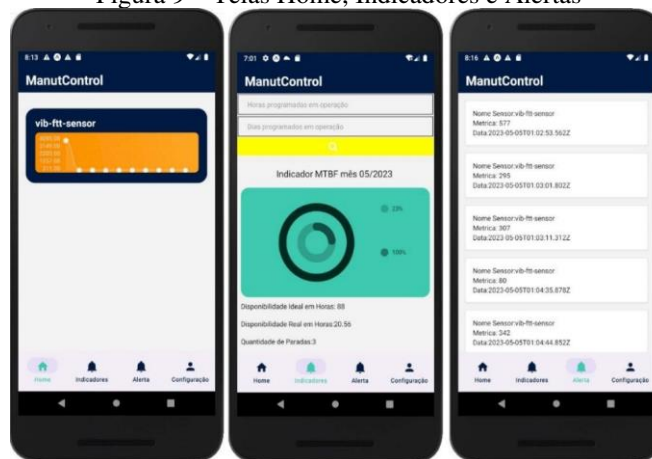 Figura 9 – Telas Home, Indicadores e Alertas
8:13
ManutControl
vib-ftt-sensor
Home
Indicadores
Alerta
Configuração
7:01
ManutControl
Horas programadas em operação
Dias programados em operação
Indicador MTBF mês 05/2023
23%
100%
Disponibilidade Ideal em Horas: 88
Disponibilidade Real em Horas:20.56
Quantidade de Paradas:3
Home
Indicadores
Alerta
Configuração
8:16
ManutControl
Nome Sensor:vib-ftt-sensor
Metrica: 577
Data:2023-05-05T01:02:53.562Z
Nome Sensor:vib-ftt-sensor
Metrica: 295
Data:2023-05-05T01:03:01.802Z
Nome Sensor:vib-ftt-sensor
Metrica: 307
Data:2023-05-05T01:03:11.312Z
Nome Sensor:vib-ftt-sensor
Metrica: 80
Data:2023-05-05T01:04:35.878Z
Nome Sensor:vib-ftt-sensor
Metrica: 342
Data:2023-05-05T01:04:44.852Z
Home
Indicadores
Alerta
Configuração